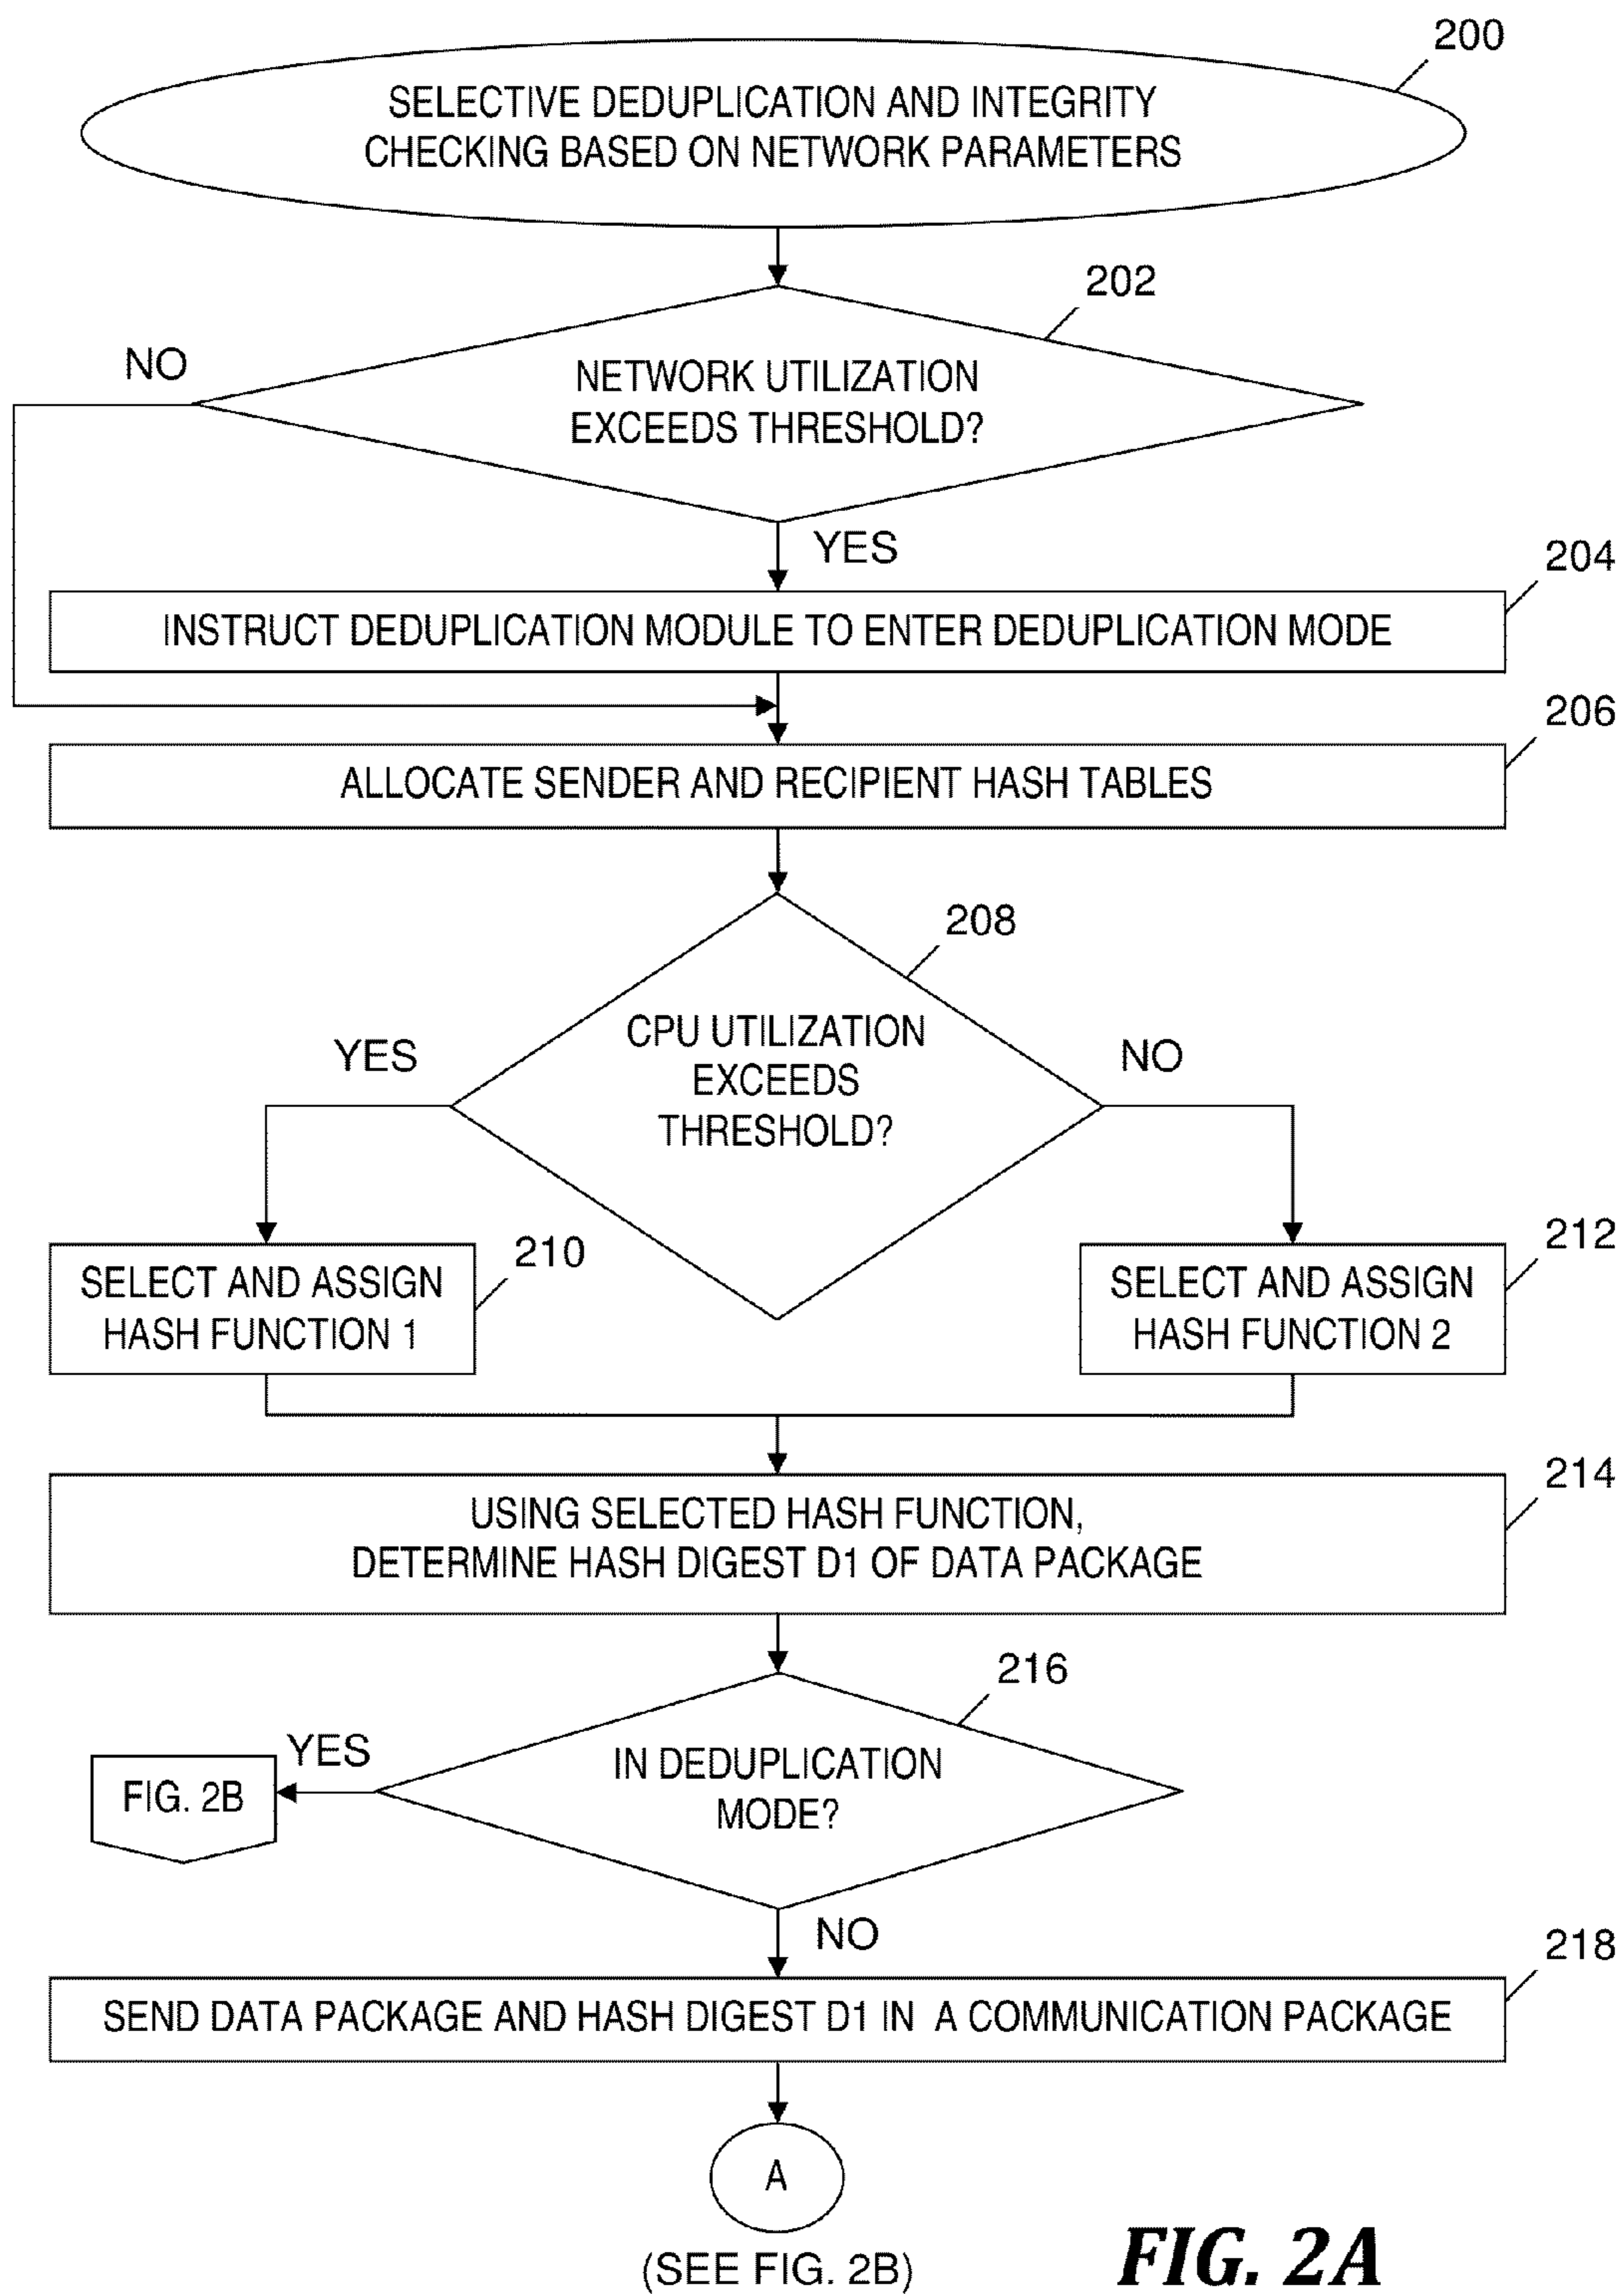 200
SELECTIVE DEDUPLICATION AND INTEGRITY
CHECKING BASED ON NETWORK PARAMETERS
202
NO
NETWORK UTILIZATION
EXCEEDS THRESHOLD?
YES
204
INSTRUCT DEDUPLICATION MODULE TO ENTER DEDUPLICATION MODE
206
ALLOCATE SENDER AND RECIPIENT HASH TABLES
208
CPU UTILIZATION
EXCEEDS
THRESHOLD?
YES
NO
210
SELECT AND ASSIGN
HASH FUNCTION 1
212
SELECT AND ASSIGN
HASH FUNCTION 2
214
USING SELECTED HASH FUNCTION,
DETERMINE HASH DIGEST D1 OF DATA PACKAGE
216
IN DEDUPLICATION
MODE?
YES
FIG. 2B
NO
218
SEND DATA PACKAGE AND HASH DIGEST D1 IN A COMMUNICATION PACKAGE
A
(SEE FIG. 2B)
FIG. 2A